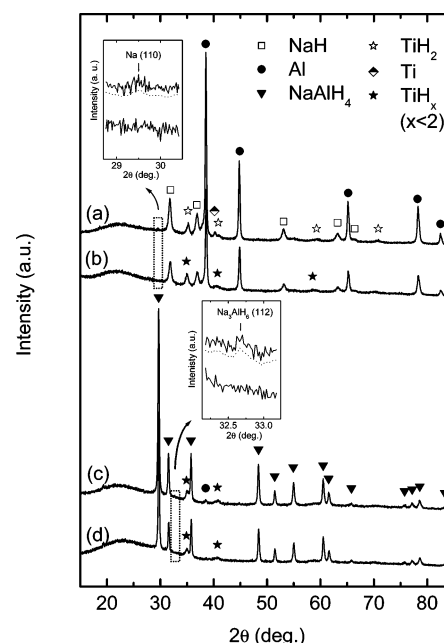 NaH
Al
NaAlH4
TiH2
Ti
TiHx
(x<2)
Na (110)
Intensity (a. u.)
29 30
2θ (deg.)
(a)
(b)
Na3AlH6 (112)
Intensity (a.u.)
32.5 33.0
2θ (deg.)
(c)
(d)
Intensity (a.u.)
20 30 40 50 60 70 80
2θ (deg.)